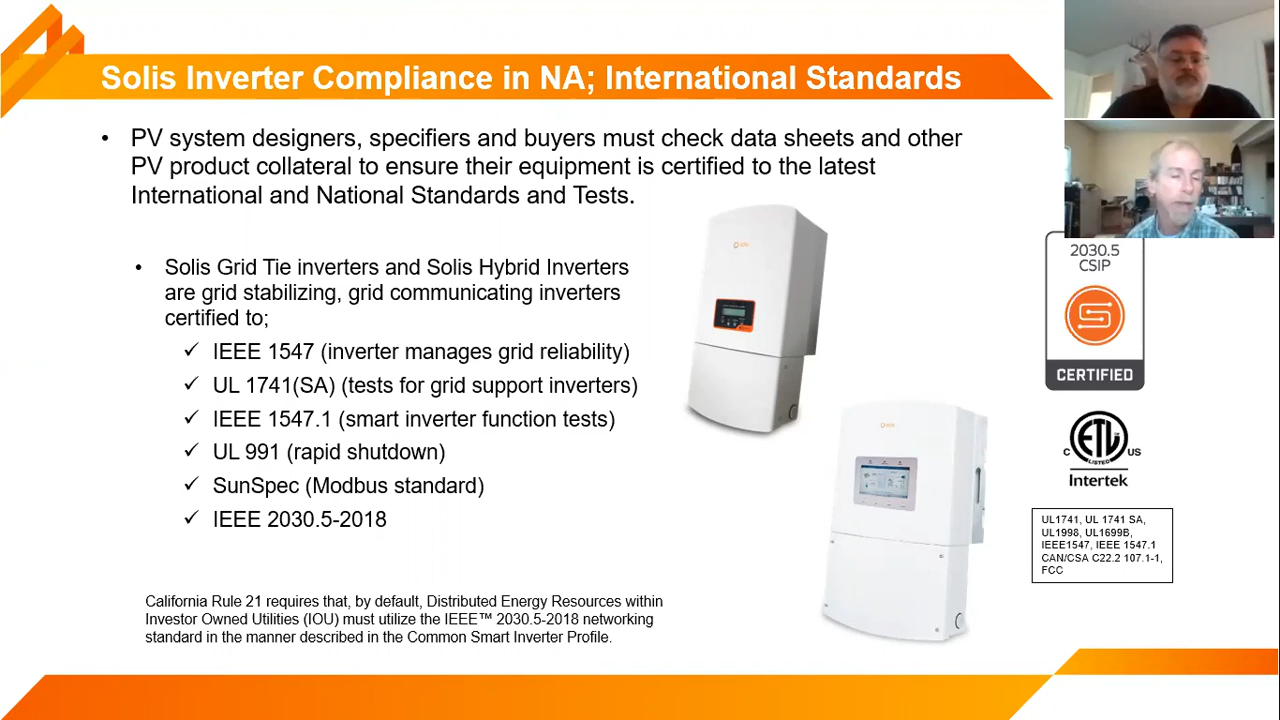 Solis Inverter Compliance in NA; International Standards
• PV system designers, specifiers and buyers must check data sheets and other
PV product collateral to ensure their equipment is certified to the latest
International and National Standards and Tests.
• Solis Grid Tie inverters and Solis Hybrid Inverters
are grid stabilizing, grid communicating inverters
certified to;
✓ IEEE 1547 (inverter manages grid reliability)
✓ UL 1741(SA) (tests for grid support inverters)
✓ IEEE 1547.1 (smart inverter function tests)
✓ UL 991 (rapid shutdown)
✓ SunSpec (Modbus standard)
✓ IEEE 2030.5-2018
California Rule 21 requires that, by default, Distributed Energy Resources within
Investor Owned Utilities (IOU) must utilize the IEEE™ 2030.5-2018 networking
standard in the manner described in the Common Smart Inverter Profile.
solis
solis
2030.5
CSIP
CERTIFIED
ETL
LISTED
C US
Intertek
UL1741, UL 1741 SA,
UL1998, UL1699B,
IEEE1547, IEEE 1547.1
CAN/CSA C22.2 107.1-1,
FCC